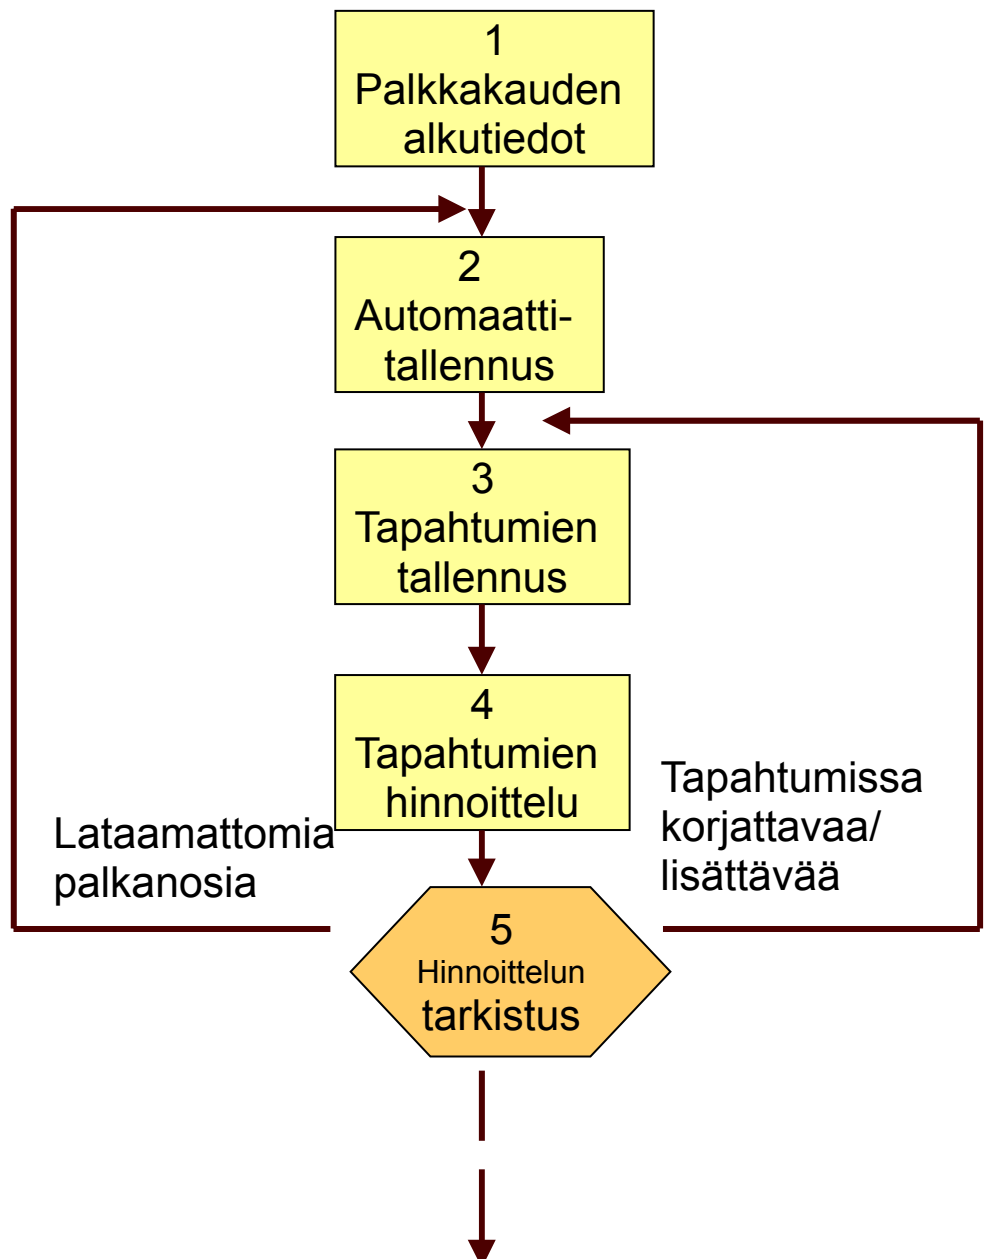 1
Palkkakauden
alkutiedot
2
Automaatti-
tallennus
3
Tapahtumien
tallennus
4
Tapahtumien
hinnoittelu
Lataamattomia
palkanosia
Tapahtumissa
korjattavaa/
lisättävää
5
Hinnoittelun
tarkistus